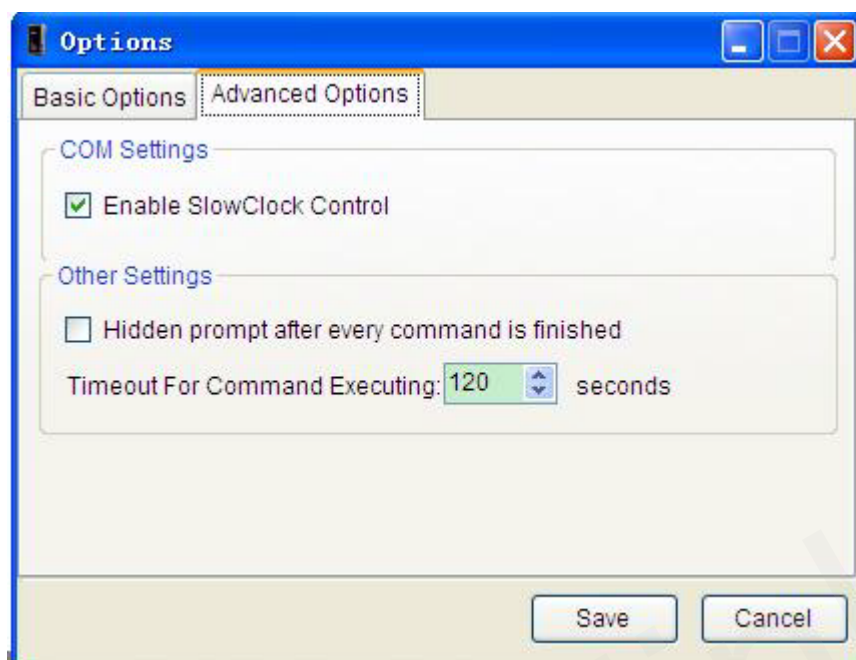 Options
Basic Options Advanced Options
COM Settings
Enable SlowClock Control
Other Settings
Hidden prompt after every command is finished
Timeout For Command Executing: 120 seconds
Save Cancel